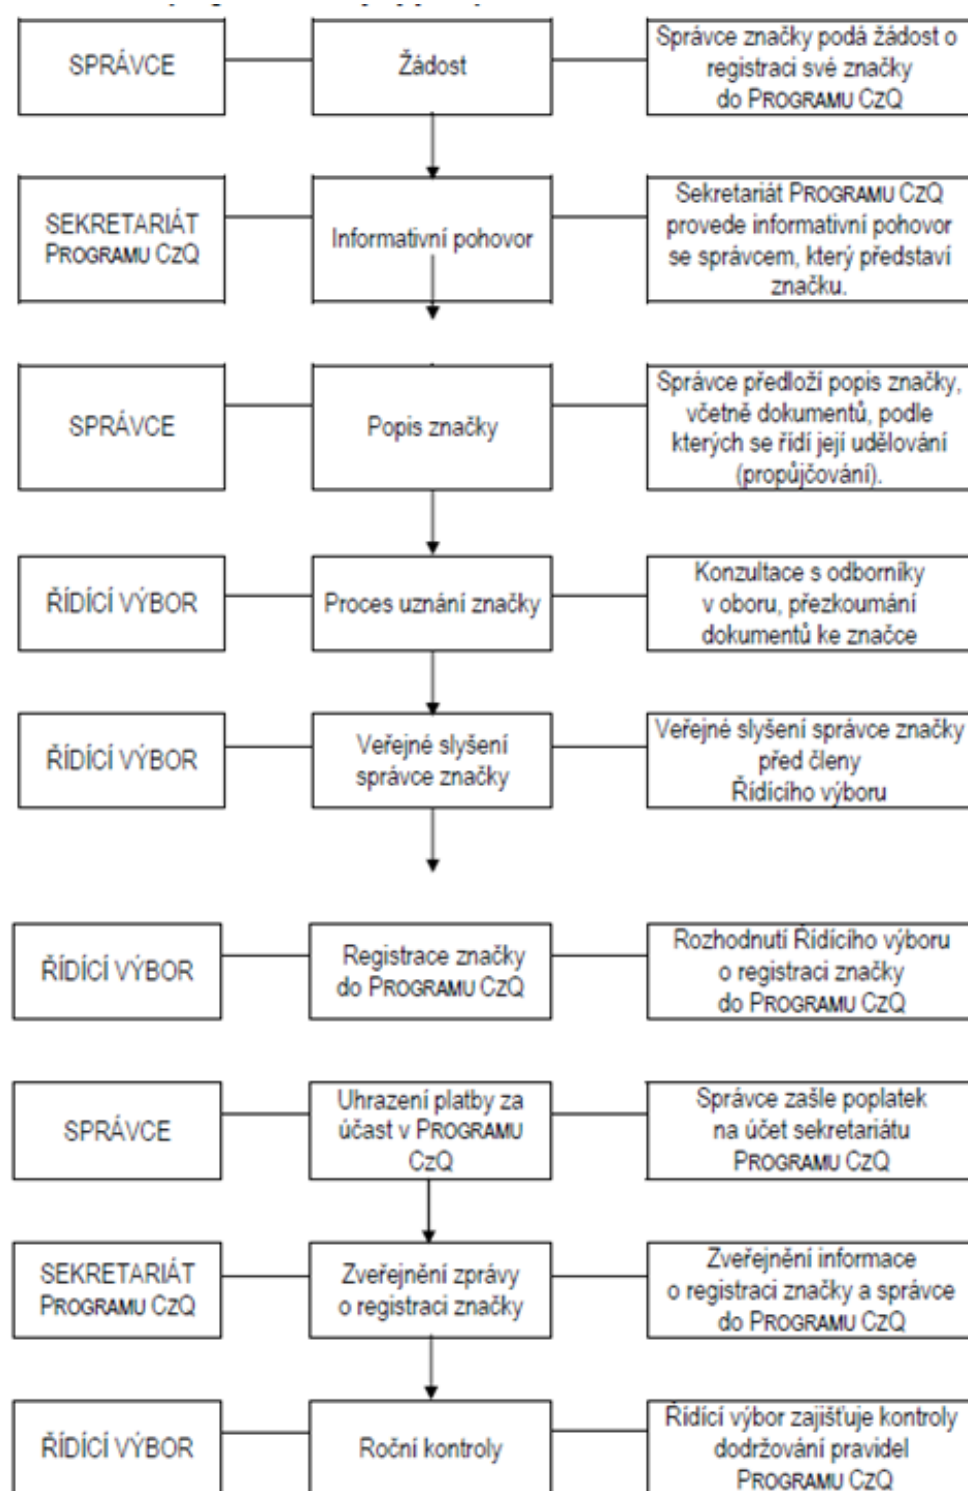 SPRÁVCE
Žádost
Správce značky podá žádost o
registraci své značky
do PROGRAMU CZQ
SEKRETARIÁT
PROGRAMU CZQ
Informativní pohovor
Sekretariát PROGRAMU CZQ
provede informativní pohovor
se správcem, který představí
značku.
SPRÁVCE
Popis značky
Správce předloží popis značky,
včetně dokumentů, podle
kterých se řídí její udělování
(propůjčování).
ŘÍDÍCÍ VÝBOR
Proces uznání značky
Konzultace s odborníky
v oboru, přezkoumání
dokumentů ke značce
ŘÍDÍCÍ VÝBOR
Veřejné slyšení
správce značky
Veřejné slyšení správce značky
před členy
Řídícího výboru
ŘÍDÍCÍ VÝBOR
Registrace značky
do PROGRAMU CZQ
Rozhodnutí Řídícího výboru
o registraci značky
do PROGRAMU CZQ
SPRÁVCE
Uhrazení platby za
účast v PROGRAMU
CZQ
Správce zašle poplatek
na účet sekretariátu
PROGRAMU CZQ
SEKRETARIÁT
PROGRAMU CZQ
Zveřejnění zprávy
o registraci značky
Zveřejnění informace
o registraci značky a správce
do PROGRAMU CZQ
ŘÍDÍCÍ VÝBOR
Roční kontroly
Řídící výbor zajišťuje kontroly
dodržování pravidel
PROGRAMU CZQ